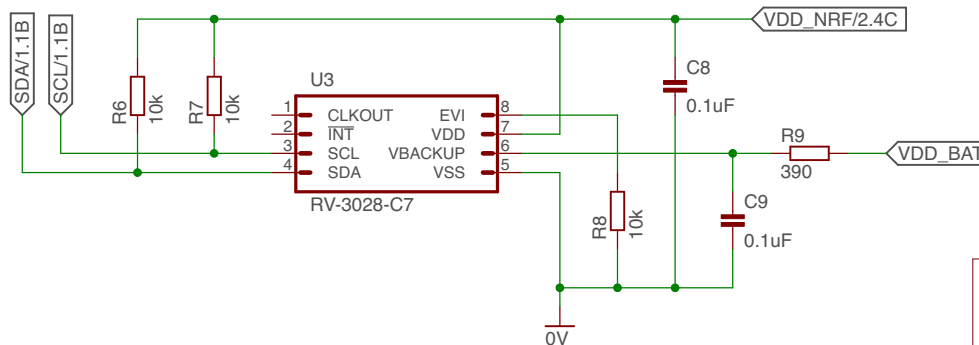 VDD_NRF/2.4C
SDA/1.1B
SCL/1.1B
R6
10k
R7
10k
U3
1 CLKOUT EVI 8
2 INT VDD 7
3 SCL VBACKUP 6
4 SDA VSS 5
RV-3028-C7
C8
0.1uF
R9
390
VDD_BAT
R8
10k
C9
0.1uF
0V